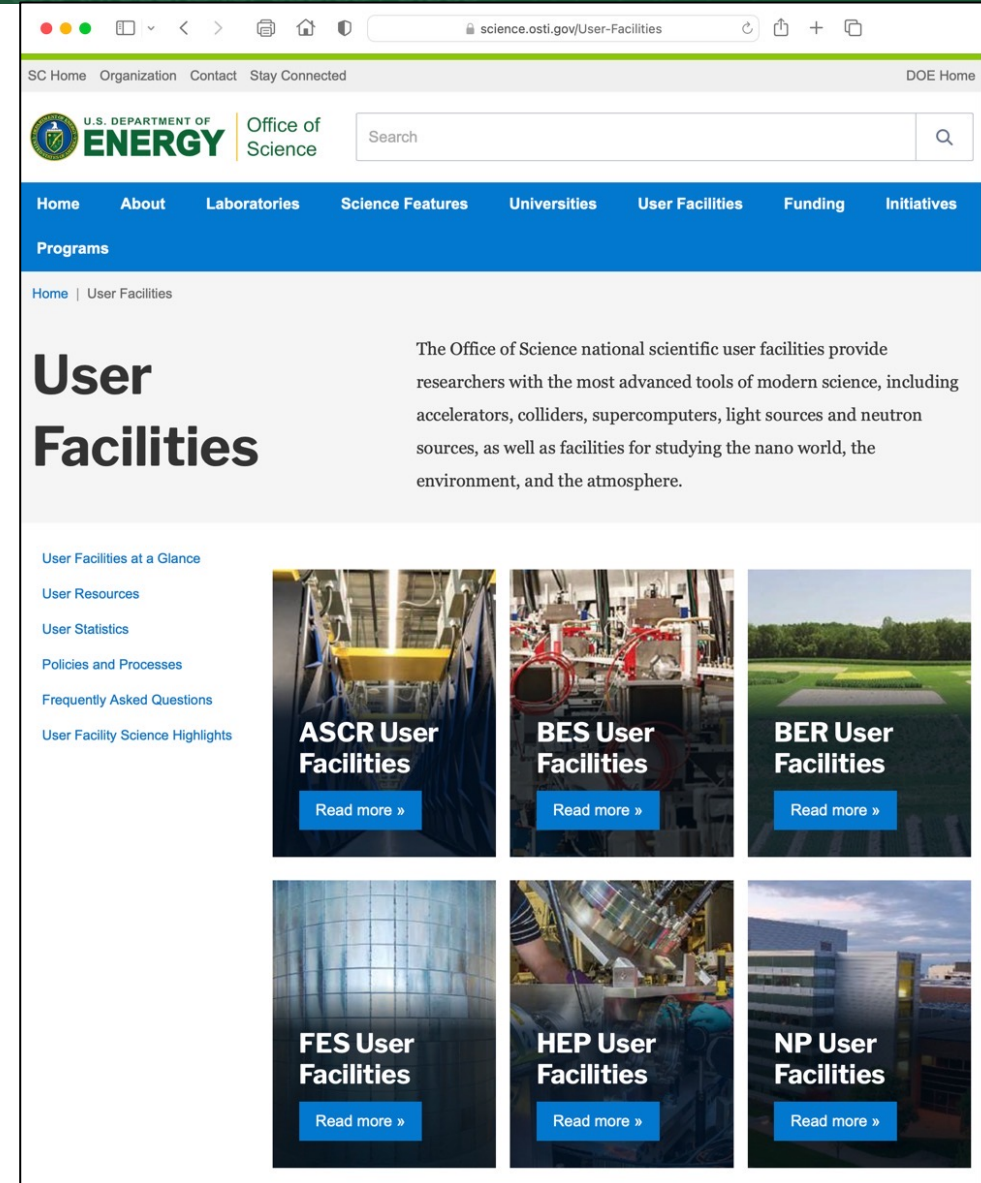 science.osti.gov/User-Facilities
SC Home Organization Contact Stay Connected DOE Home
U.S. DEPARTMENT OF
ENERGY
Office of
Science
Search
Home About Laboratories Science Features Universities User Facilities Funding Initiatives
Programs
Home | User Facilities
User
Facilities
The Office of Science national scientific user facilities provide
researchers with the most advanced tools of modern science, including
accelerators, colliders, supercomputers, light sources and neutron
sources, as well as facilities for studying the nano world, the
environment, and the atmosphere.
User Facilities at a Glance
User Resources
User Statistics
Policies and Processes
Frequently Asked Questions
User Facility Science Highlights
ASCR User
Facilities
Read more »
BES User
Facilities
Read more »
BER User
Facilities
Read more »
FES User
Facilities
Read more »
HEP User
Facilities
Read more »
NP User
Facilities
Read more »